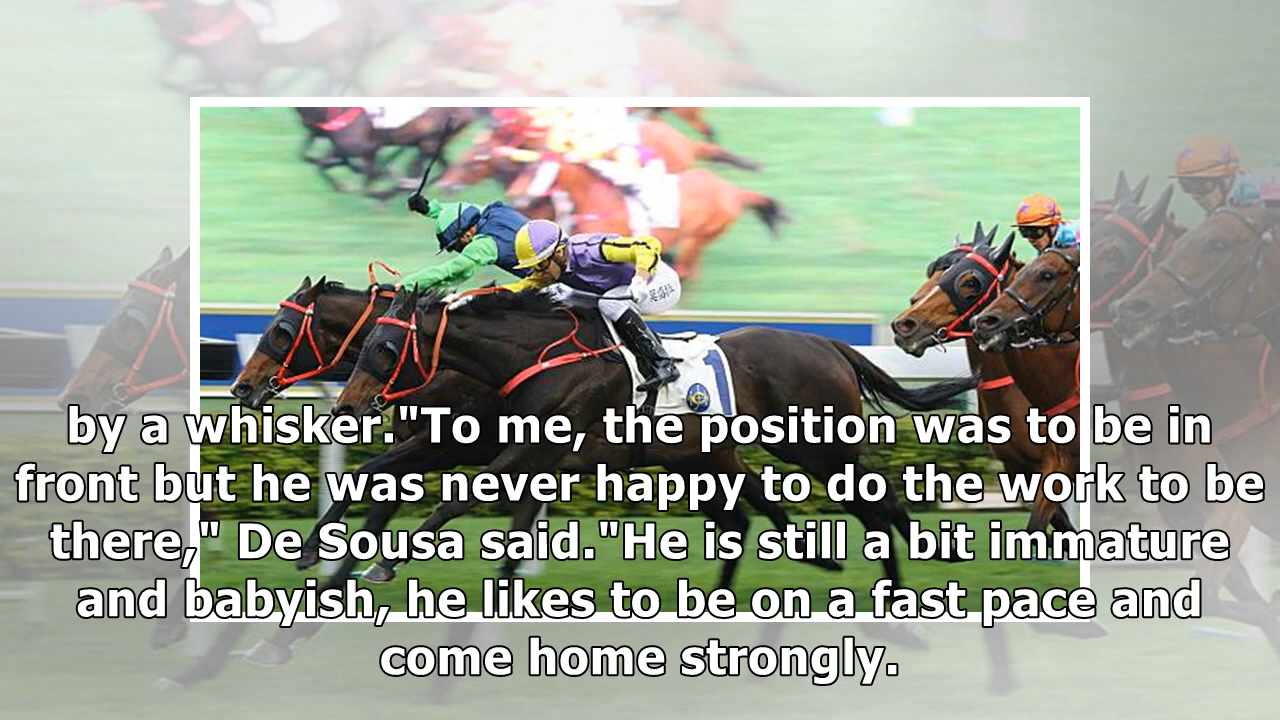 1
by a whisker."To me, the position was to be in
front but he was never happy to do the work to be
there," De Sousa said."He is still a bit immature
and babyish, he likes to be on a fast pace and
come home strongly.